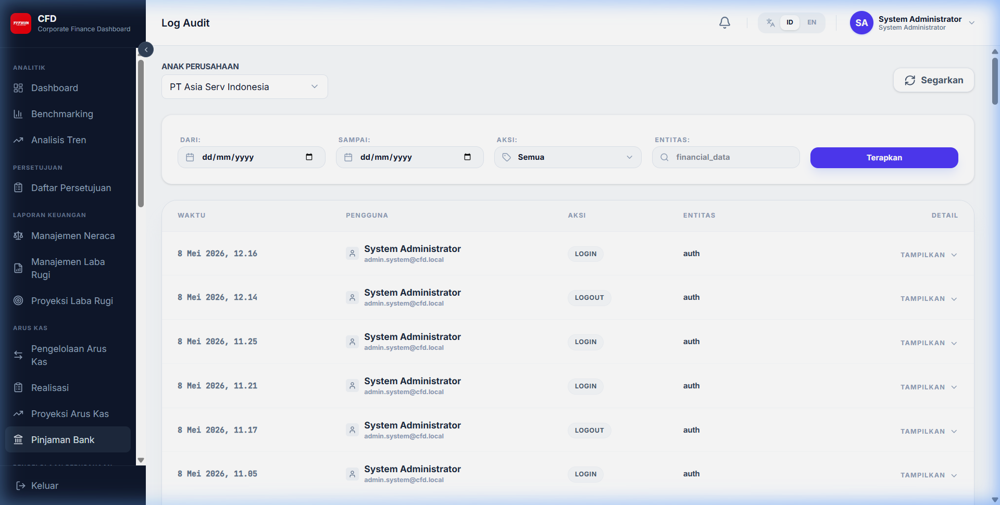 TITHIN
CFD
Corporate Finance Dashboard
ANALITIK
Dashboard
Benchmarking
Analisis Tren
PERSETUJUAN
Daftar Persetujuan
LAPORAN KEUANGAN
Manajemen Neraca
Manajemen Laba
Rugi
Proyeksi Laba Rugi
ARUS KAS
Pengelolaan Arus
Kas
Realisasi
Proyeksi Arus Kas
Pinjaman Bank
Keluar
Log Audit
ID
EN
SA
System Administrator
System Administrator
ANAK PERUSAHAAN
PT Asia Serv Indonesia
Segarkan
DARI:
dd/mm/yyyy
SAMPAI:
dd/mm/yyyy
AKSI:
Semua
ENTITAS:
financial_data
Terapkan
WAKTU PENGGUNA AKSI ENTITAS DETAIL
8 Mei 2026, 12.16 System Administrator LOGIN auth TAMPILKAN
admin.system@cfd.local
8 Mei 2026, 12.14 System Administrator LOGOUT auth TAMPILKAN
admin.system@cfd.local
8 Mei 2026, 11.25 System Administrator LOGIN auth TAMPILKAN
admin.system@cfd.local
8 Mei 2026, 11.21 System Administrator LOGIN auth TAMPILKAN
admin.system@cfd.local
8 Mei 2026, 11.17 System Administrator LOGOUT auth TAMPILKAN
admin.system@cfd.local
8 Mei 2026, 11.05 System Administrator LOGIN auth TAMPILKAN
admin.system@cfd.local